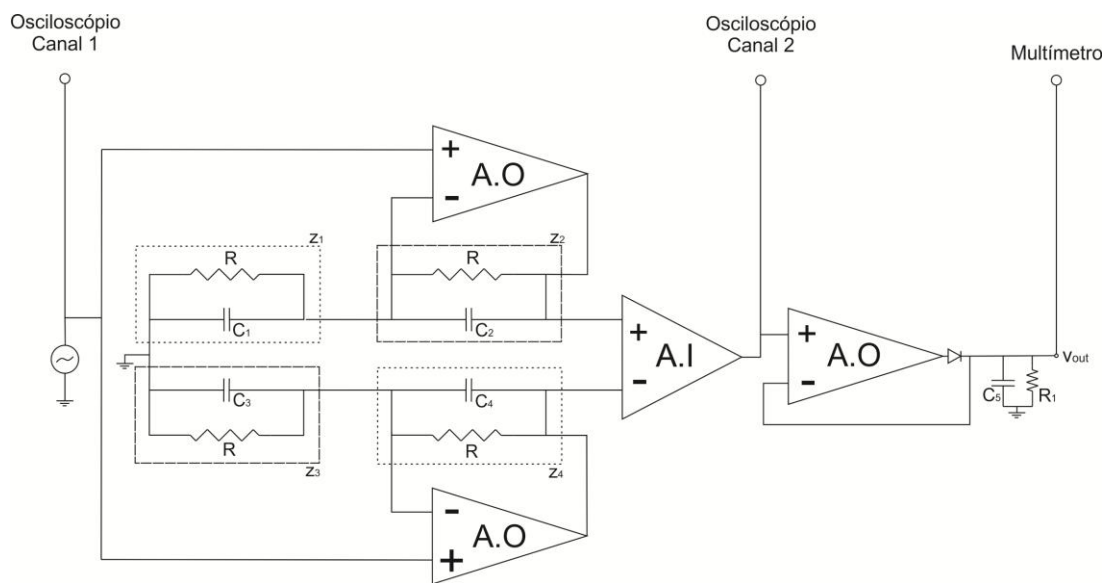 Osciloscópio
Canal 1
Osciloscópio
Canal 2
Multímetro
+
A.O
-
Z1
Z2
R
R
C1
C2
+
A.I
-
+
A.O
-
Vout
C5
R1
C3
C4
R
R
Z3
Z4
-
A.O
+